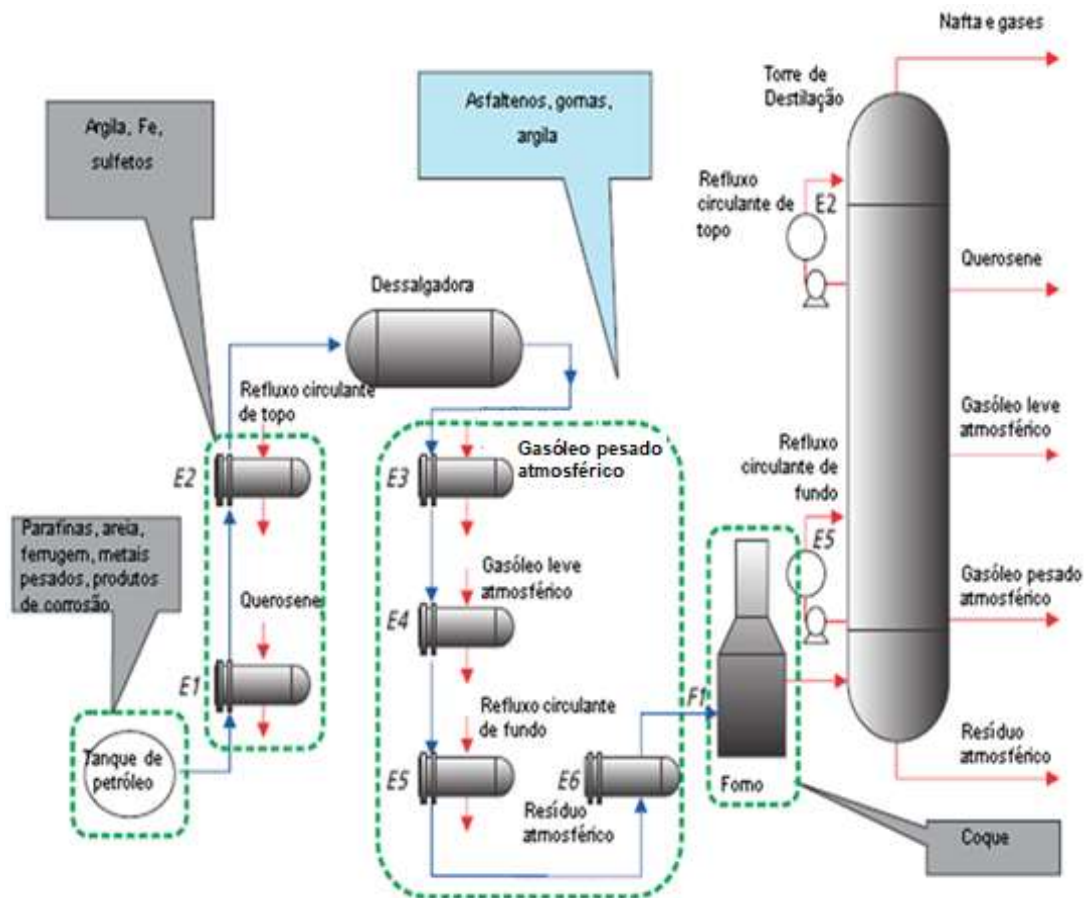 Nafta e gases
Torre de
Destilação
Asfaltenos, gomas,
argila
Argila, Fe,
sulfetos
Refluxo
circulante de
topo
E2
Querosene
Dessalgadora
Refluxo circulante
de topo
Gasóleo leve
atmosférico
Gasóleo pesado
atmosférico
Refluxo
circulante de
fundo
E2
E3
Parafinas, areia,
ferrugem, metais
pesados, produtos
de corrosão
E5
Gasóleo leve
atmosférico
Gasóleo pesado
atmosférico
Querosene
E4
E1
F1
Refluxo circulante
de fundo
Tanque de
petróleo
Resíduo
atmosférico
E5
E6
Forno
Resíduo
atmosférico
Coque